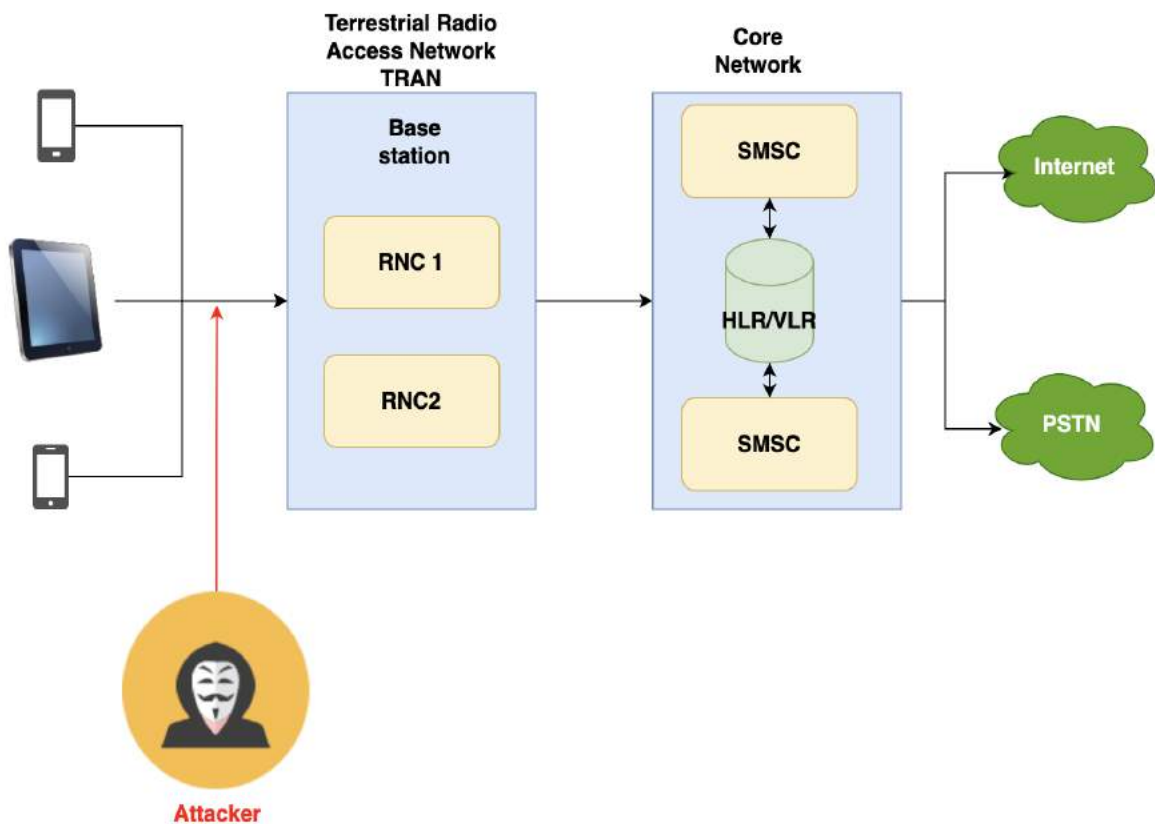 Terrestrial Radio
Access Network
TRAN
Core
Network
Base
station
RNC 1
RNC2
SMSC
HLR/VLR
SMSC
Internet
PSTN
Attacker